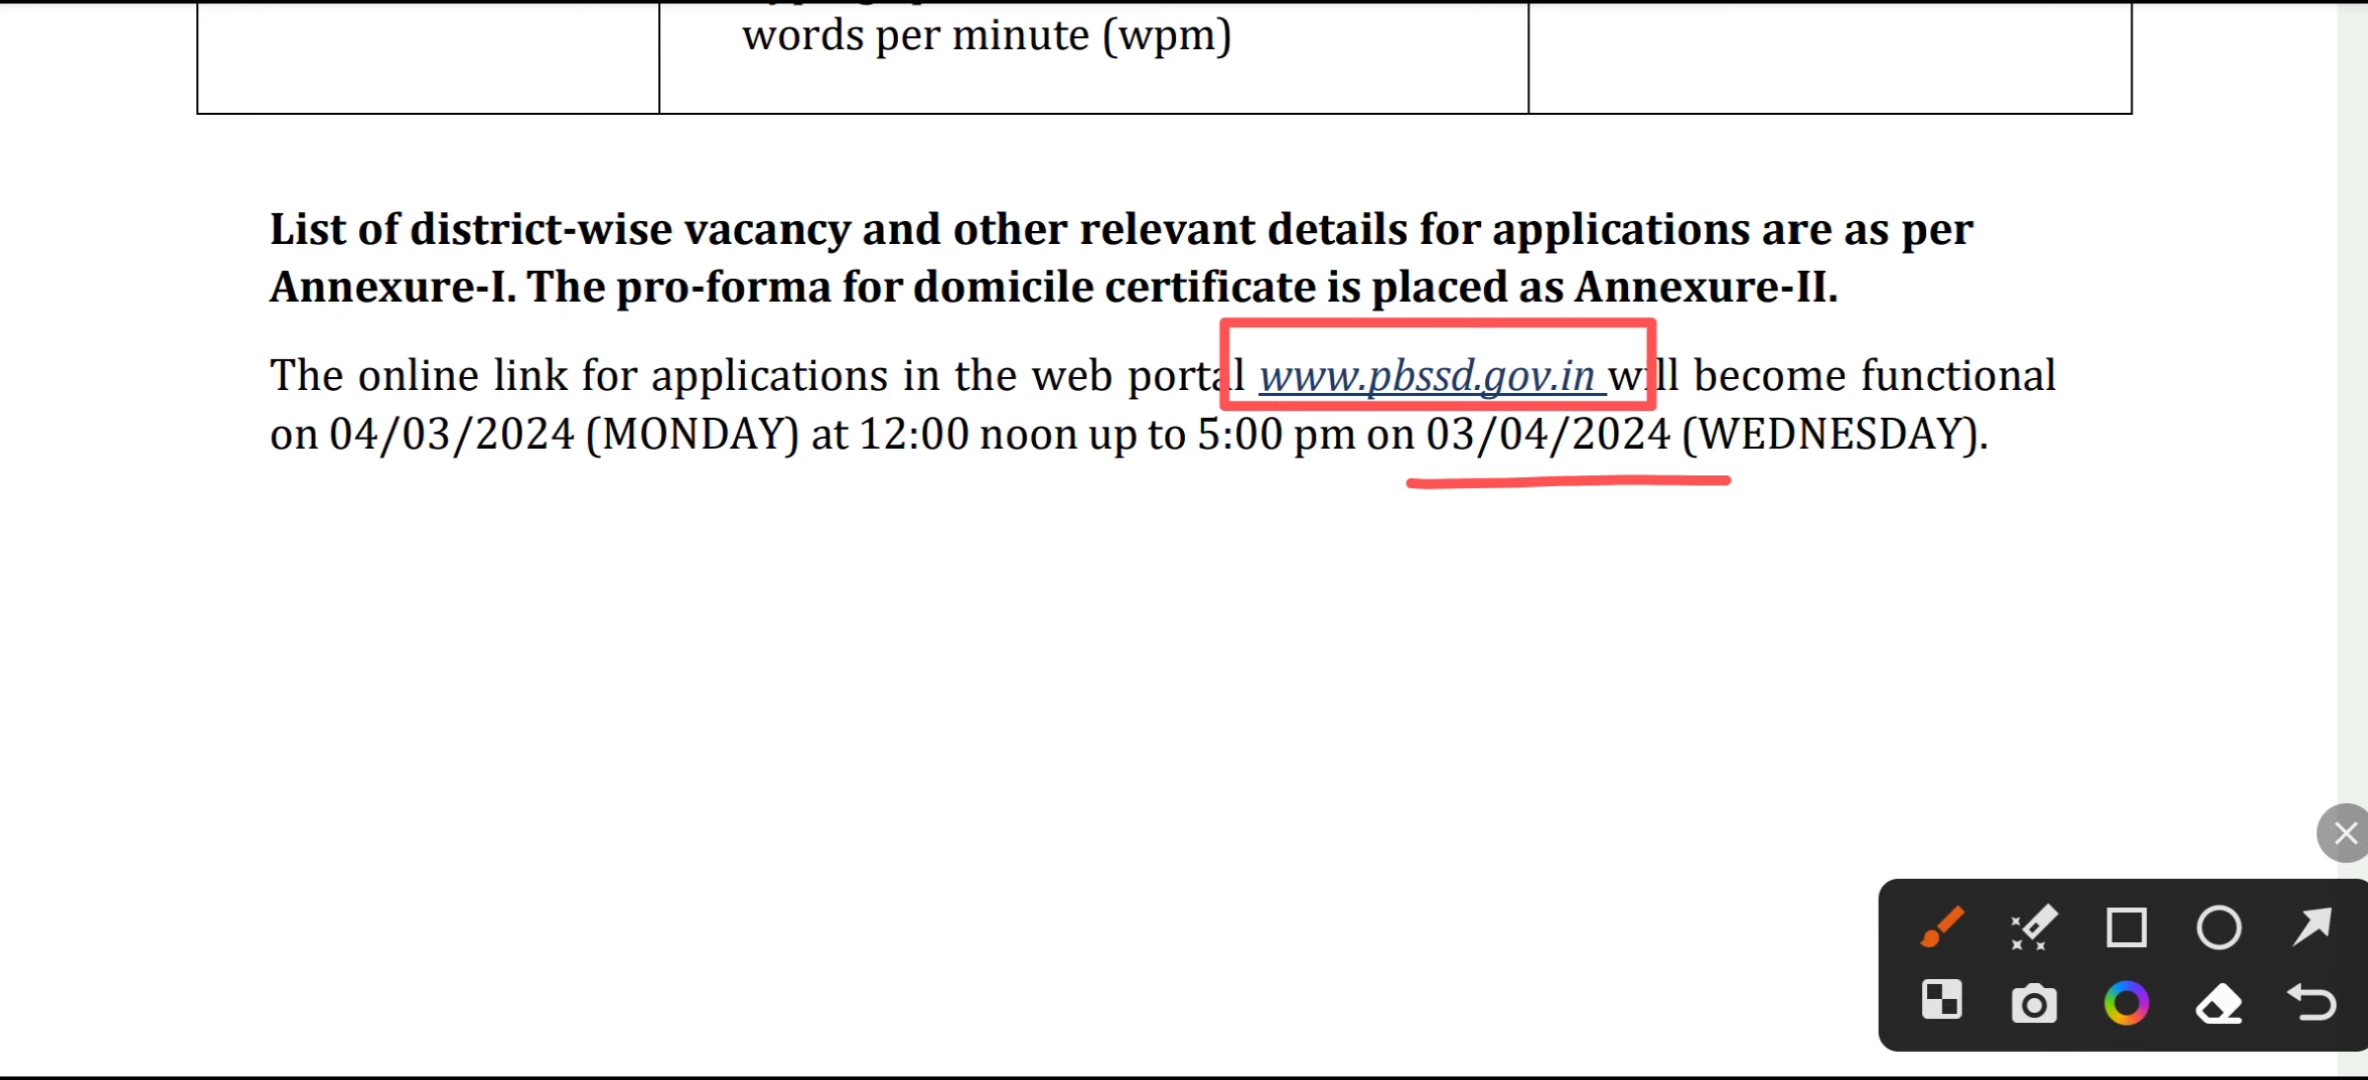 words per minute (wpm)
List of district-wise vacancy and other relevant details for applications are as per
Annexure-I. The pro-forma for domicile certificate is placed as Annexure-II.
The online link for applications in the web portal www.pbssd.gov.in will become functional
on 04/03/2024 (MONDAY) at 12:00 noon up to 5:00 pm on 03/04/2024 (WEDNESDAY).